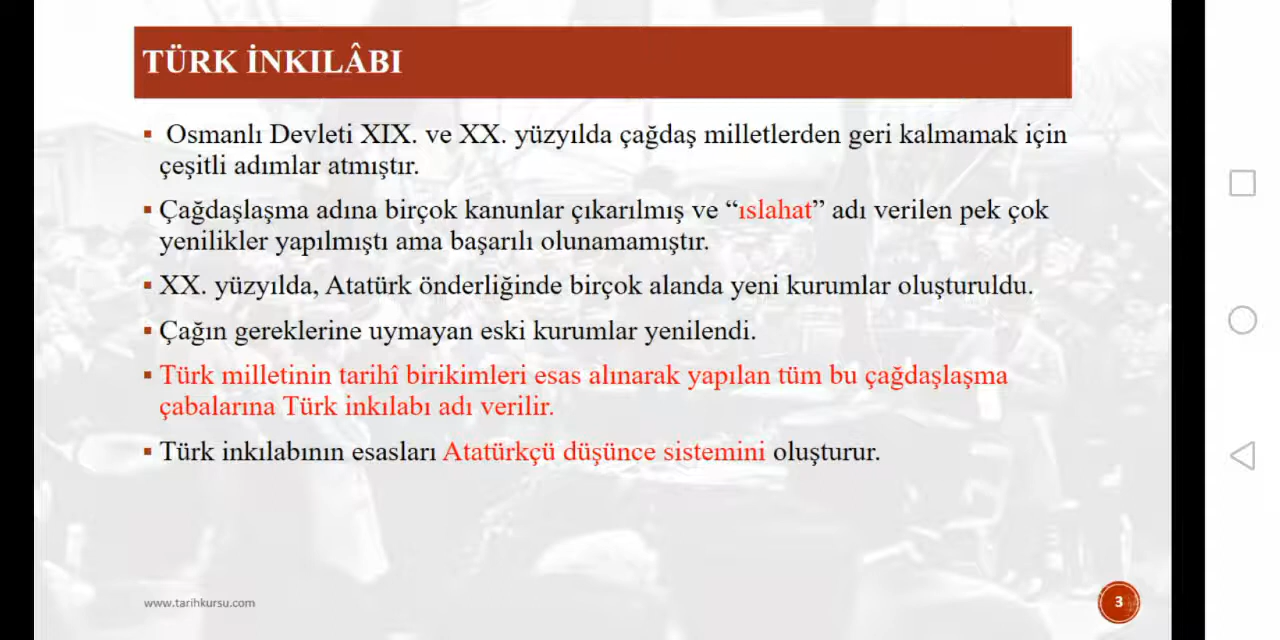 TÜRK İNKILÂBI
▪ Osmanlı Devleti XIX. ve XX. yüzyılda çağdaş milletlerden geri kalmamak için
çeşitli adımlar atmıştır.
▪ Çağdaşlaşma adına birçok kanunlar çıkarılmış ve “ıslahat” adı verilen pek çok
yenilikler yapılmıştı ama başarılı olunamamıştır.
▪ XX. yüzyılda, Atatürk önderliğinde birçok alanda yeni kurumlar oluşturuldu.
▪ Çağın gereklerine uymayan eski kurumlar yenilendi.
▪ Türk milletinin tarihî birikimleri esas alınarak yapılan tüm bu çağdaşlaşma
çabalarına Türk inkılabı adı verilir.
▪ Türk inkılabının esasları Atatürkçü düşünce sistemini oluşturur.
www.tarihkursu.com
3